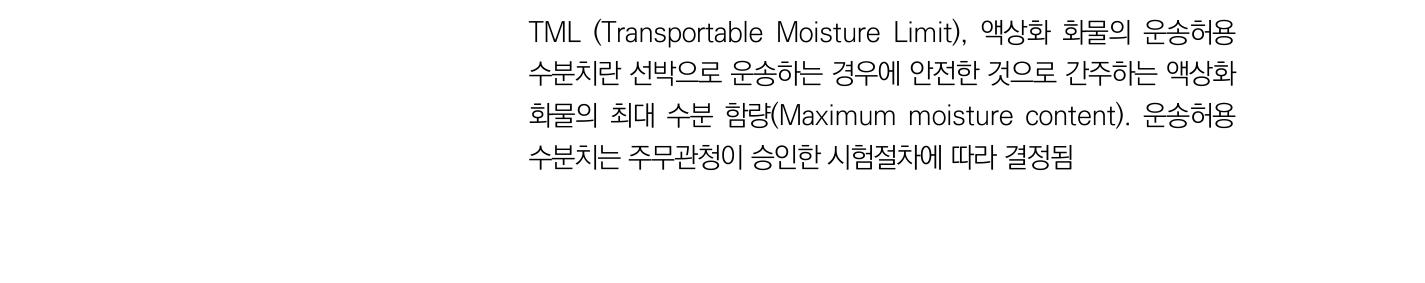 TML (Transportable Moisture Limit), 액상화 화물의 운송허용
수분치란 선박으로 운송하는 경우에 안전한 것으로 간주하는 액상화
화물의 최대 수분 함량(Maximum moisture content). 운송허용
수분치는 주무관청이 승인한 시험절차에 따라 결정됨